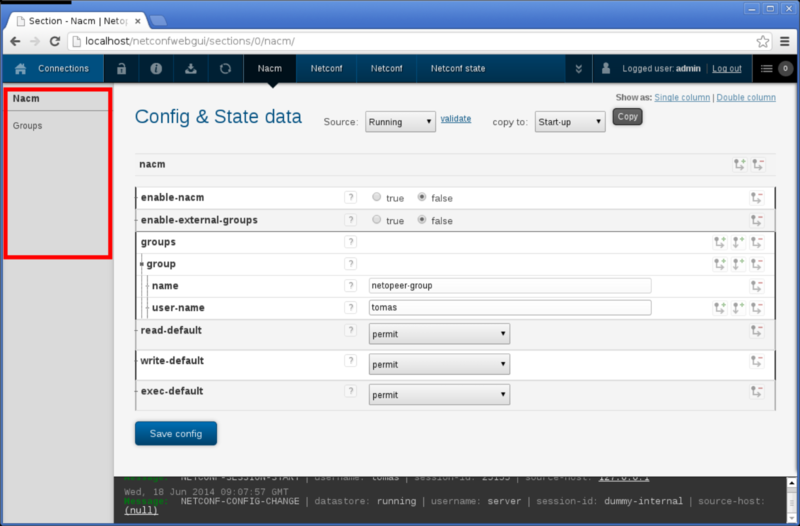 Section - Nacm | Netop
localhost/netconfwebgui/sections/0/nacm/
Connections Nacm Netconf Netconf Netconf state Logged user: admin | Log out 0
Nacm
Groups
Show as: Single column | Double column
Config & State data Source: Running validate copy to: Start-up Copy
nacm
enable-nacm ? true false
enable-external-groups ? true false
groups ?
group ?
name ? netopeer-group
user-name ? tomas
read-default ? permit
write-default ? permit
exec-default ? permit
Save config
Message: NETCONF-SESSION-START | username: tomas | session-id: 25155 | source-host: 127.0.0.1
Wed, 18 Jun 2014 09:07:57 GMT
Message: NETCONF-CONFIG-CHANGE | datastore: running | username: server | session-id: dummy-internal | source-host:
(null)